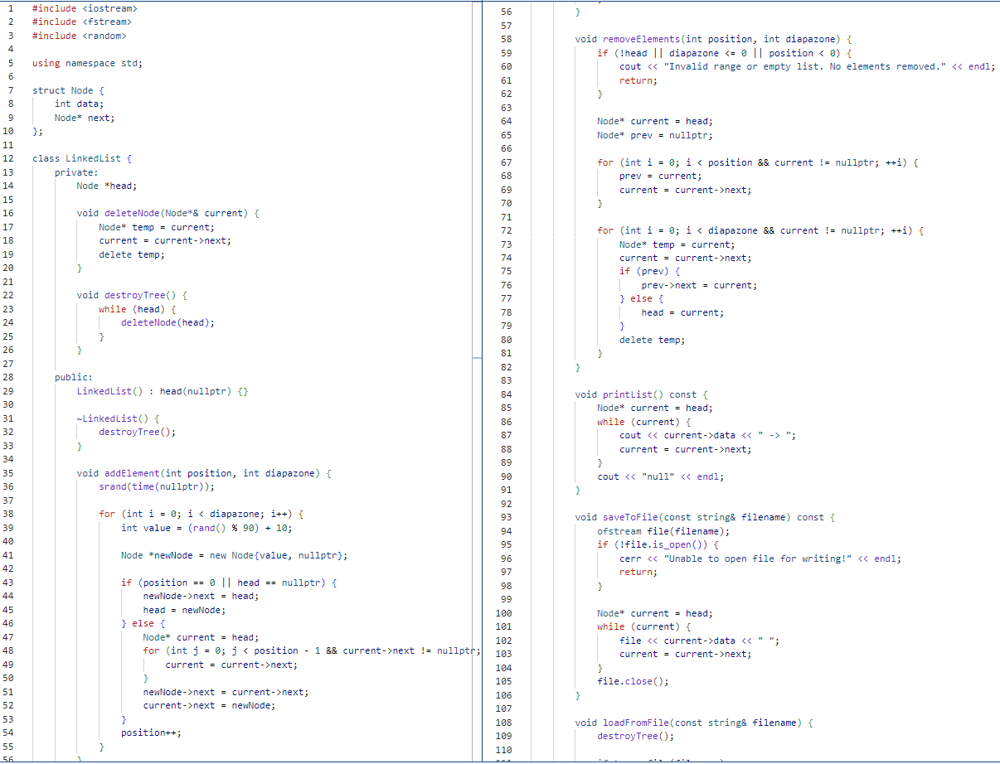 1 #include <iostream>
2 #include <fstream>
3 #include <random>
4
5 using namespace std;
6
7 struct Node {
8     int data;
9     Node* next;
10 };
11
12 class LinkedList {
13     private:
14         Node *head;
15
16         void deleteNode(Node*& current) {
17             Node* temp = current;
18             current = current->next;
19             delete temp;
20         }
21
22         void destroyTree() {
23             while (head) {
24                 deleteNode(head);
25             }
26         }
27
28     public:
29         LinkedList() : head(nullptr) {}
30
31         ~LinkedList() {
32             destroyTree();
33         }
34
35         void addElement(int position, int diapazone) {
36             srand(time(nullptr));
37
38             for (int i = 0; i < diapazone; i++) {
39                 int value = (rand() % 90) + 10;
40
41                 Node *newNode = new Node{value, nullptr};
42
43                 if (position == 0 || head == nullptr) {
44                     newNode->next = head;
45                     head = newNode;
46                 } else {
47                     Node* current = head;
48                     for (int j = 0; j < position - 1 && current->next != nullptr;
49                         current = current->next;
50                     }
51                     newNode->next = current->next;
52                     current->next = newNode;
53                 }
54                 position++;
55             }
56         }
57
58         void removeElements(int position, int diapazone) {
59             if (!head || diapazone <= 0 || position < 0) {
60                 cout << "Invalid range or empty list. No elements removed." << endl;
61                 return;
62             }
63
64             Node* current = head;
65             Node* prev = nullptr;
66
67             for (int i = 0; i < position && current != nullptr; ++i) {
68                 prev = current;
69                 current = current->next;
70             }
71
72             for (int i = 0; i < diapazone && current != nullptr; ++i) {
73                 Node* temp = current;
74                 current = current->next;
75                 if (prev) {
76                     prev->next = current;
77                 } else {
78                     head = current;
79                 }
80                 delete temp;
81             }
82         }
83
84         void printList() const {
85             Node* current = head;
86             while (current) {
87                 cout << current->data << " -> ";
88                 current = current->next;
89             }
90             cout << "null" << endl;
91         }
92
93         void saveToFile(const string& filename) const {
94             ofstream file(filename);
95             if (!file.is_open()) {
96                 cerr << "Unable to open file for writing!" << endl;
97                 return;
98             }
99
100             Node* current = head;
101             while (current) {
102                 file << current->data << " ";
103                 current = current->next;
104             }
105             file.close();
106         }
107
108         void loadFromFile(const string& filename) {
109             destroyTree();
110